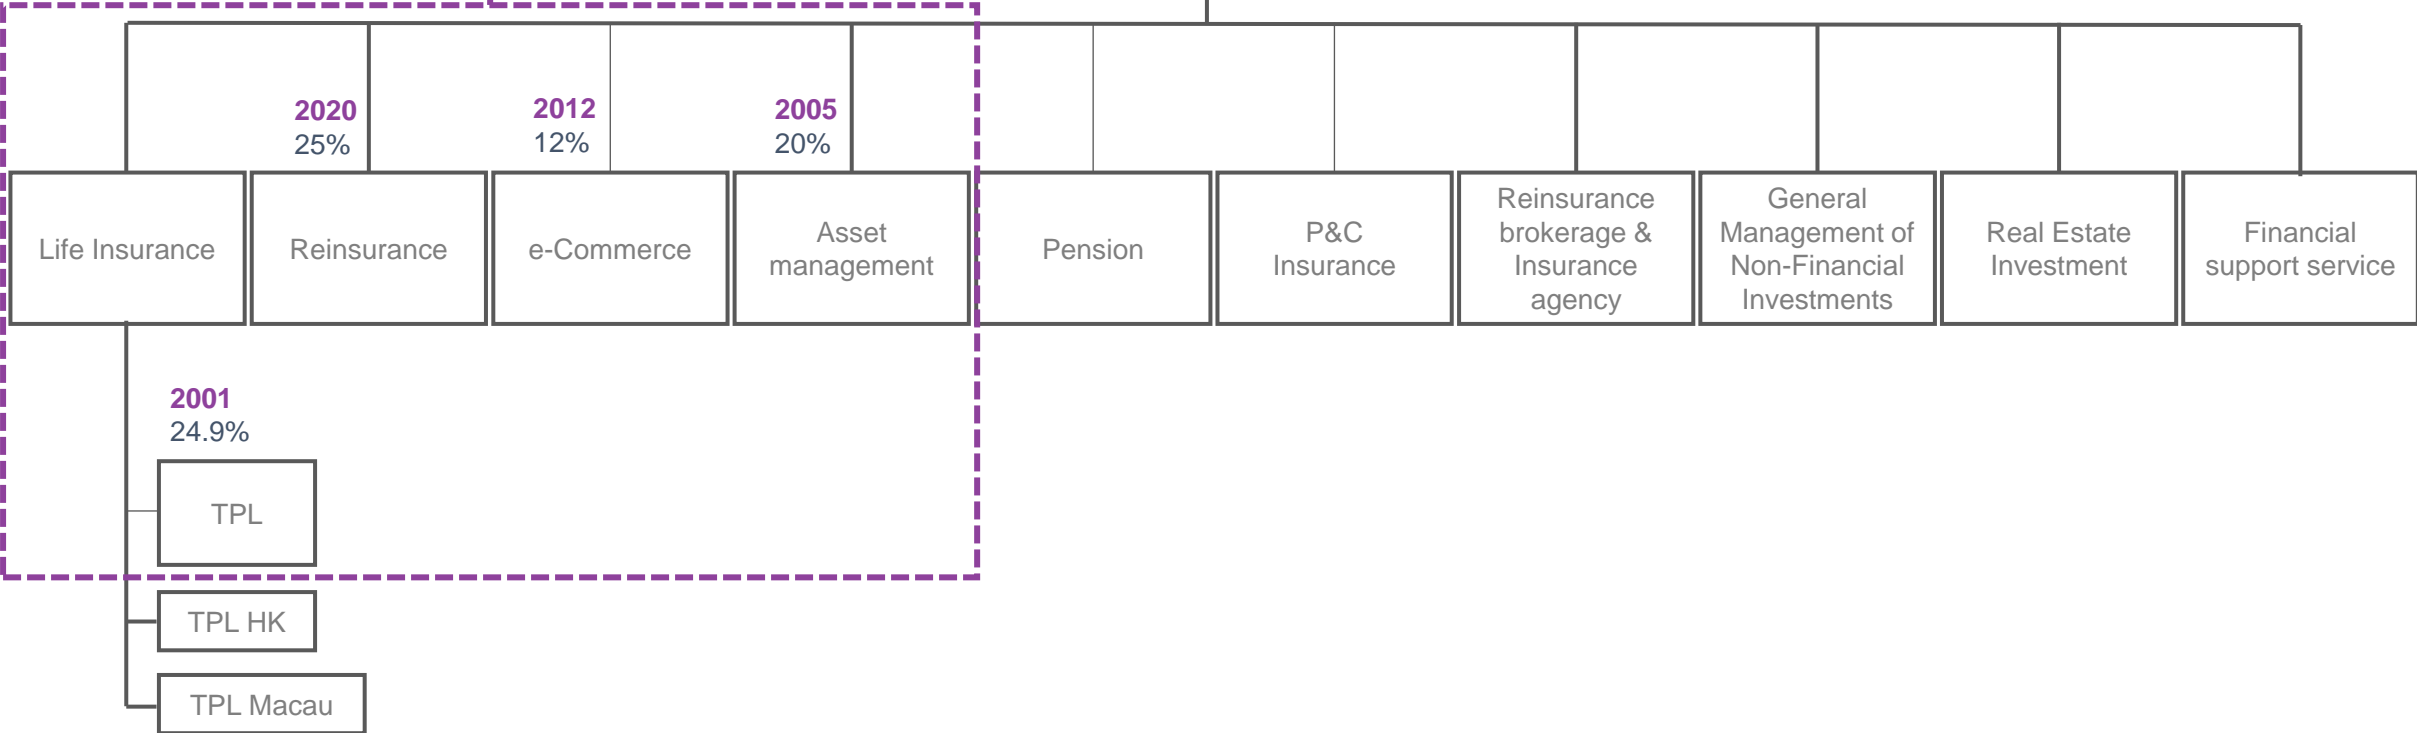 2020
25%
2012
12%
2005
20%
Life Insurance
Reinsurance
e-Commerce
Asset
management
Pension
P&C
Insurance
Reinsurance
brokerage &
Insurance
agency
General
Management of
Non-Financial
Investments
Real Estate
Investment
Financial
support service
2001
24.9%
TPL
TPL HK
TPL Macau